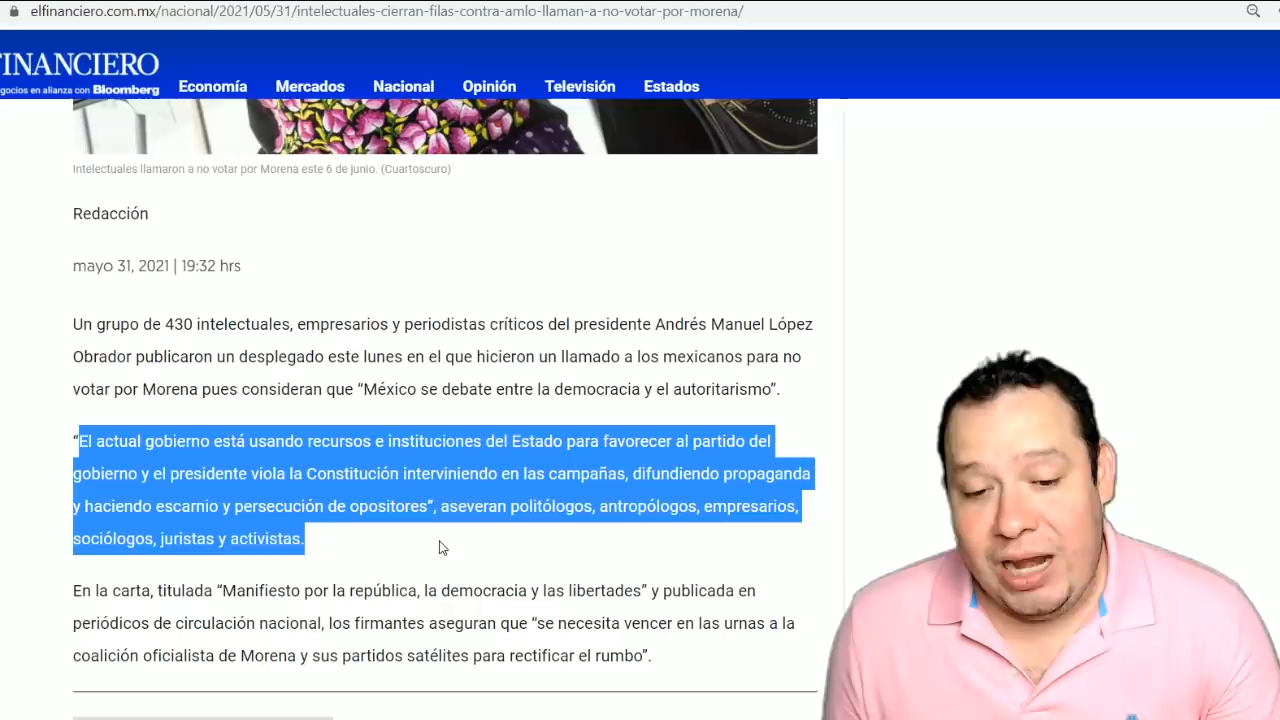 elfinanciero.com.mx/nacional/2021/05/31/intelectuales-cierran-filas-contra-amlo-llaman-a-no-votar-por-morena/
FINANCIERO
gocios en alianza con Bloomberg
Economía Mercados Nacional Opinión Televisión Estados
Intelectuales llamaron a no votar por Morena este 6 de junio. (Cuartoscuro)
Redacción
mayo 31, 2021 | 19:32 hrs
Un grupo de 430 intelectuales, empresarios y periodistas críticos del presidente Andrés Manuel López
Obrador publicaron un desplegado este lunes en el que hicieron un llamado a los mexicanos para no
votar por Morena pues consideran que “México se debate entre la democracia y el autoritarismo”.
“El actual gobierno está usando recursos e instituciones del Estado para favorecer al partido del
gobierno y el presidente viola la Constitución interviniendo en las campañas, difundiendo propaganda
y haciendo escarnio y persecución de opositores”, aseveran politólogos, antropólogos, empresarios,
sociólogos, juristas y activistas.
En la carta, titulada “Manifiesto por la república, la democracia y las libertades” y publicada en
periódicos de circulación nacional, los firmantes aseguran que “se necesita vencer en las urnas a la
coalición oficialista de Morena y sus partidos satélites para rectificar el rumbo”.